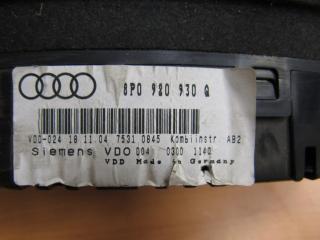 8P0 920 930 Q
VDO-024 18 11.04 7531 0845 Kombiinstr. AB2
Siemens VDO 004 0300 1140
VDD Made in Germany